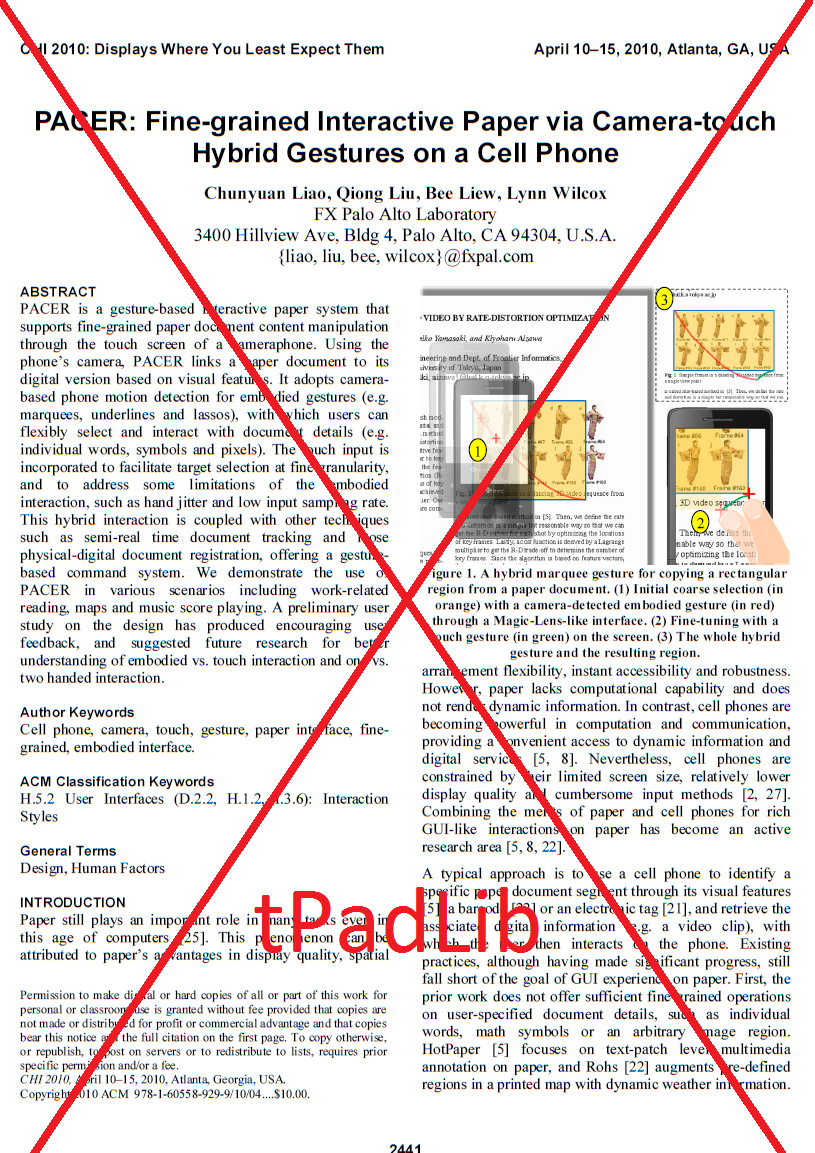 CHI 2010: Displays Where You Least Expect Them
April 10–15, 2010, Atlanta, GA, USA
PACER: Fine-grained Interactive Paper via Camera-touch
Hybrid Gestures on a Cell Phone
Chunyuan Liao, Qiong Liu, Bee Liew, Lynn Wilcox
FX Palo Alto Laboratory
3400 Hillview Ave, Bldg 4, Palo Alto, CA 94304, U.S.A.
{liao, liu, bee, wilcox}@fxpal.com
ABSTRACT
PACER is a gesture-based interactive paper system that
supports fine-grained paper document content manipulation
through the touch screen of a cameraphone. Using the
phone's camera, PACER links a paper document to its
digital version based on visual features. It adopts camera-
based phone motion detection for embodied gestures (e.g.
marquees, underlines and lassos), with which users can
flexibly select and interact with document details (e.g.
individual words, symbols and pixels). The touch input is
incorporated to facilitate target selection at fine granularity,
and to address some limitations of the embodied
interaction, such as hand jitter and low input sampling rate.
This hybrid interaction is coupled with other techniques
such as semi-real time document tracking and loose
physical-digital document registration, offering a gesture-
based command system. We demonstrate the use of
PACER in various scenarios including work-related
reading, maps and music score playing. A preliminary user
study on the design has produced encouraging user
feedback, and suggested future research for better
understanding of embodied vs. touch interaction and one vs.
two handed interaction.
Author Keywords
Cell phone, camera, touch, gesture, paper interface, fine-
grained, embodied interface.
ACM Classification Keywords
H.5.2 User Interfaces (D.2.2, H.1.2, I.3.6): Interaction
Styles
General Terms
Design, Human Factors
INTRODUCTION
Paper still plays an important role in many tasks even in
this age of computers [25]. This phenomenon can be
attributed to paper's advantages in display quality, spatial
Permission to make digital or hard copies of all or part of this work for
personal or classroom use is granted without fee provided that copies are
not made or distributed for profit or commercial advantage and that copies
bear this notice and the full citation on the first page. To copy otherwise,
or republish, to post on servers or to redistribute to lists, requires prior
specific permission and/or a fee.
CHI 2010, April 10–15, 2010, Atlanta, Georgia, USA.
Copyright 2010 ACM 978-1-60558-929-9/10/04....$10.00.
VIDEO BY RATE-DISTORTION OPTIMIZATION
iko Yamasaki, and Kiyoharu Aizawa
ineering and Dept. of Frontier Informatics,
niversity of Tokyo, Japan
ki, aizawa}@hal.k.u-tokyo.ac.jp
1
2
3
Figure 1. A hybrid marquee gesture for copying a rectangular
region from a paper document. (1) Initial coarse selection (in
orange) with a camera-detected embodied gesture (in red)
through a Magic-Lens-like interface. (2) Fine-tuning with a
touch gesture (in green) on the screen. (3) The whole hybrid
gesture and the resulting region.
arrangement flexibility, instant accessibility and robustness.
However, paper lacks computational capability and does
not render dynamic information. In contrast, cell phones are
becoming powerful in computation and communication,
providing a convenient access to dynamic information and
digital services [5, 8]. Nevertheless, cell phones are
constrained by their limited screen size, relatively lower
display quality and cumbersome input methods [2, 27].
Combining the merits of paper and cell phones for rich
GUI-like interactions on paper has become an active
research area [5, 8, 22].
A typical approach is to use a cell phone to identify a
specific paper document segment through its visual features
[5], a barcode [22] or an electronic tag [21], and retrieve the
associated digital information (e.g. a video clip), with
which the user then interacts on the phone. Existing
practices, although having made significant progress, still
fall short of the goal of GUI experience on paper. First, the
prior work does not offer sufficient fine-grained operations
on user-specified document details, such as individual
words, math symbols or an arbitrary image region.
HotPaper [5] focuses on text-patch level multimedia
annotation on paper, and Rohs [22] augments pre-defined
regions in a printed map with dynamic weather information.
tPadLib
2441